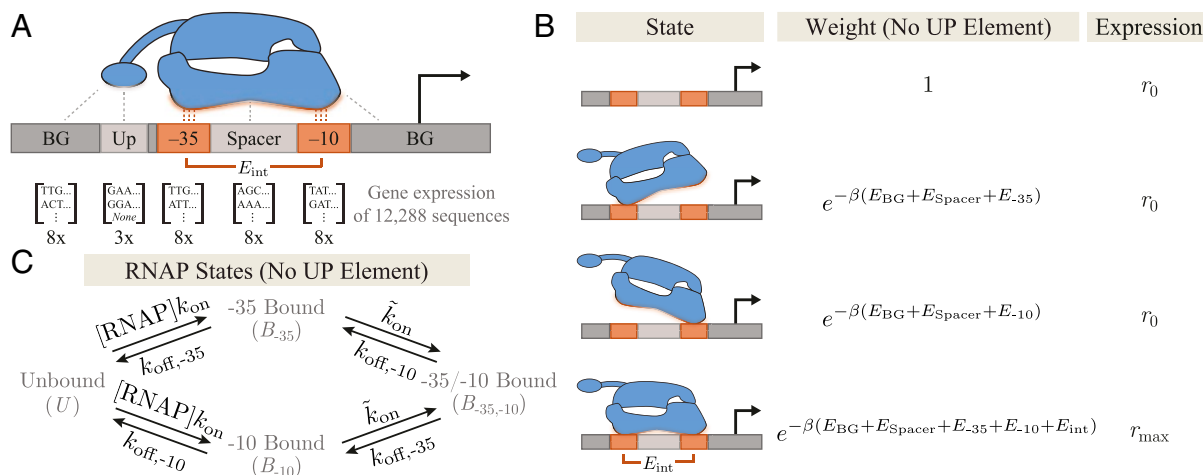 A
BG Up –35 Spacer –10 BG
E_int
[TTG... ACT... ⋮] [GAA... GGA... None] [TTG... ATT... ⋮] [AGC... AAA... ⋮] [TAT... GAT... ⋮]
Gene expression
of 12,288 sequences
8x 3x 8x 8x 8x
B
State Weight (No UP Element) Expression
1 r_0
e^{-β(E_BG+E_Spacer+E_-35)} r_0
e^{-β(E_BG+E_Spacer+E_-10)} r_0
e^{-β(E_BG+E_Spacer+E_-35+E_-10+E_int)} r_max
E_int
C
RNAP States (No UP Element)
[RNAP]k_on
k_off,-35
-35 Bound
(B_-35)
k̃_on
k_off,-10
Unbound
(U)
-35/-10 Bound
(B_-35,-10)
[RNAP]k_on
k_off,-10
-10 Bound
(B_-10)
k̃_on
k_off,-35